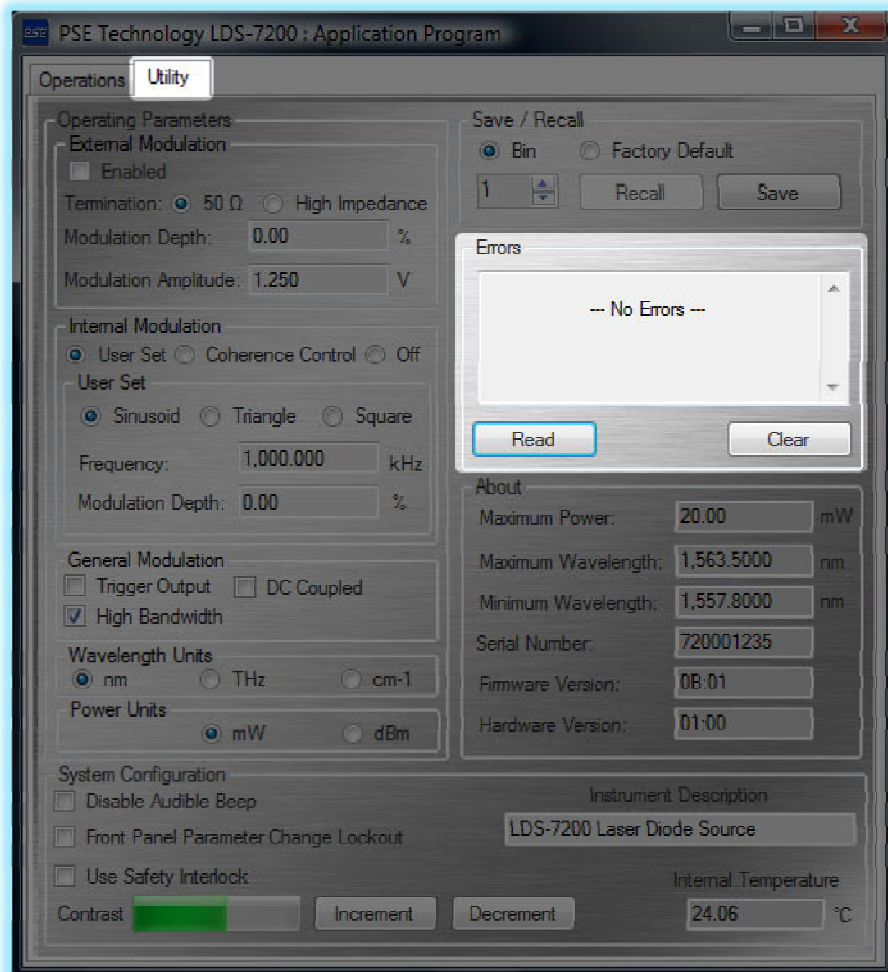 PSE PSE Technology LDS-7200 : Application Program
Operations Utility
Operating Parameters
External Modulation
Enabled
Termination: 50 Ω High Impedance
Modulation Depth: 0.00 %
Modulation Amplitude: 1.250 V
Internal Modulation
User Set Coherence Control Off
User Set
Sinusoid Triangle Square
Frequency: 1,000.000 kHz
Modulation Depth: 0.00 %
General Modulation
Trigger Output DC Coupled
High Bandwidth
Wavelength Units
nm THz cm-1
Power Units
mW dBm
Save / Recall
Bin Factory Default
1 Recall Save
Errors
--- No Errors ---
Read Clear
About
Maximum Power: 20.00 mW
Maximum Wavelength: 1,563.5000 nm
Minimum Wavelength: 1,557.8000 nm
Serial Number: 720001235
Firmware Version: 0B:01
Hardware Version: 01:00
System Configuration
Disable Audible Beep
Front Panel Parameter Change Lockout
Use Safety Interlock
Contrast Increment Decrement
Instrument Description
LDS-7200 Laser Diode Source
Internal Temperature
24.06 °C